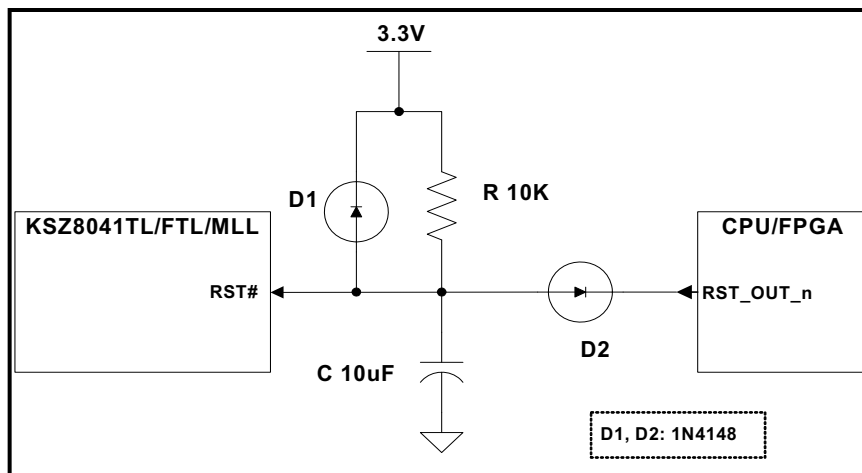 3.3V
D1
R 10K
KSZ8041TL/FTL/MLL
CPU/FPGA
RST#
RST_OUT_n
D2
C 10uF
D1, D2: 1N4148